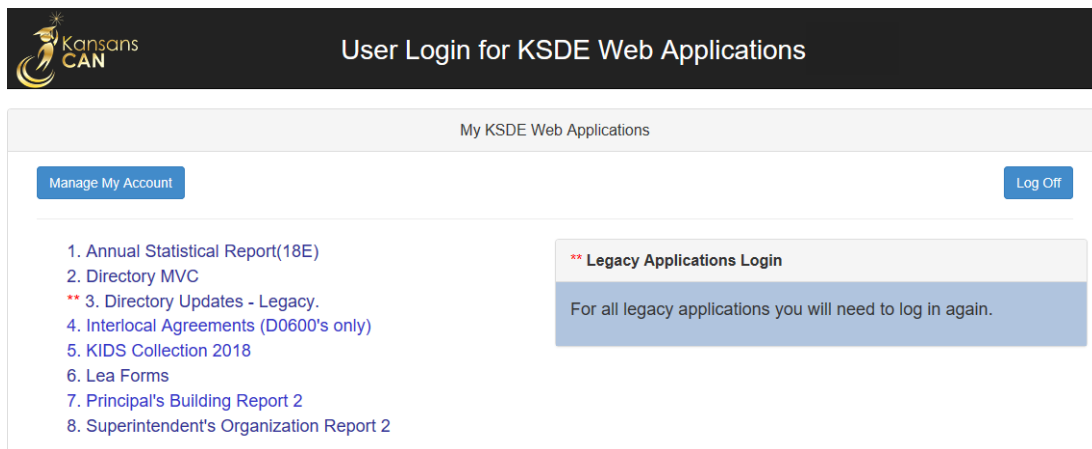 Kansans
CAN
User Login for KSDE Web Applications
My KSDE Web Applications
Manage My Account
Log Off
1. Annual Statistical Report(18E)
2. Directory MVC
** 3. Directory Updates - Legacy.
4. Interlocal Agreements (D0600's only)
5. KIDS Collection 2018
6. Lea Forms
7. Principal's Building Report 2
8. Superintendent's Organization Report 2
** Legacy Applications Login
For all legacy applications you will need to log in again.